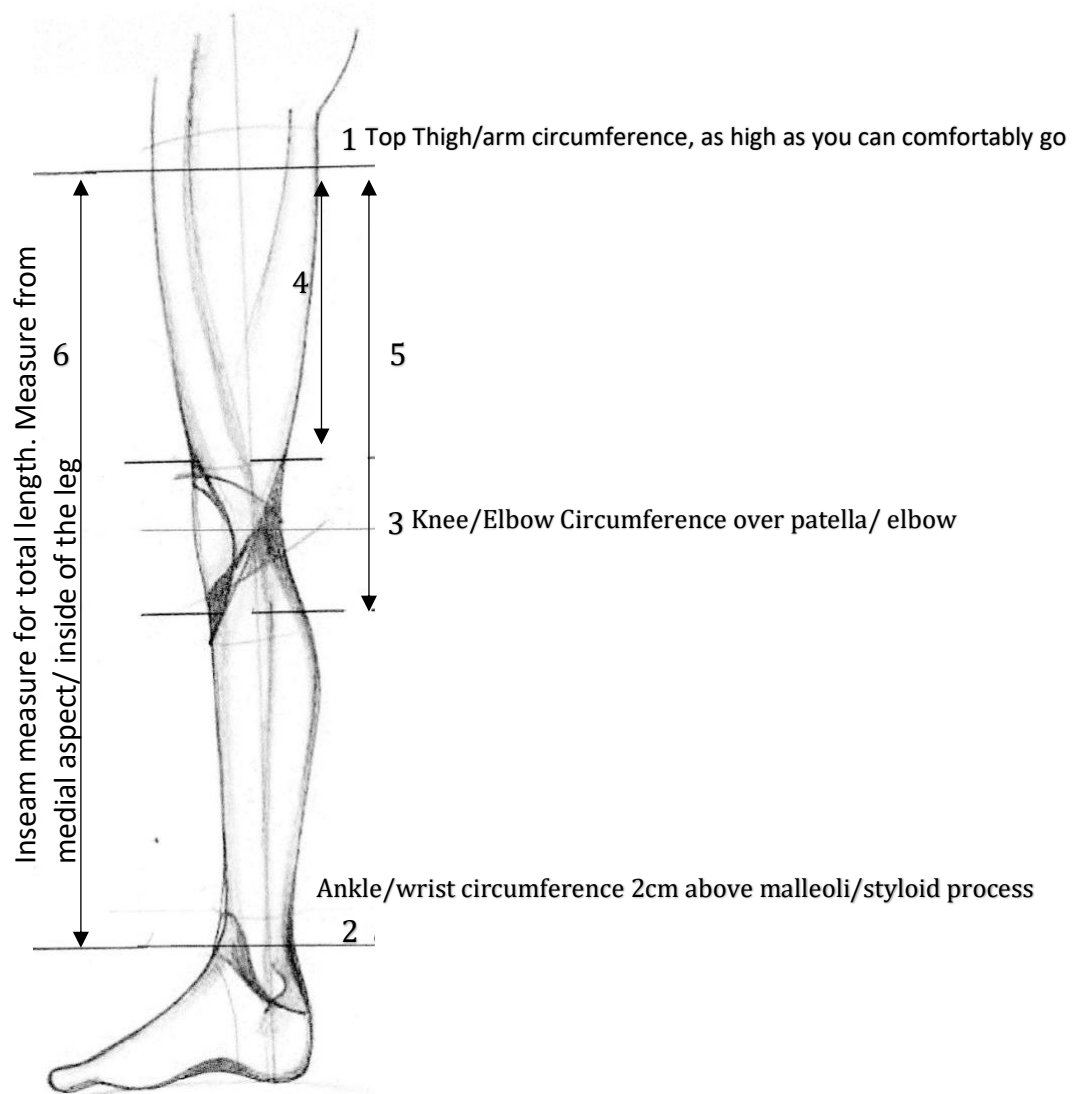 1 Top Thigh/arm circumference, as high as you can comfortably go
4
5
6
Inseam measure for total length. Measure from
medial aspect/ inside of the leg
3 Knee/Elbow Circumference over patella/ elbow
Ankle/wrist circumference 2cm above malleoli/styloid process
2